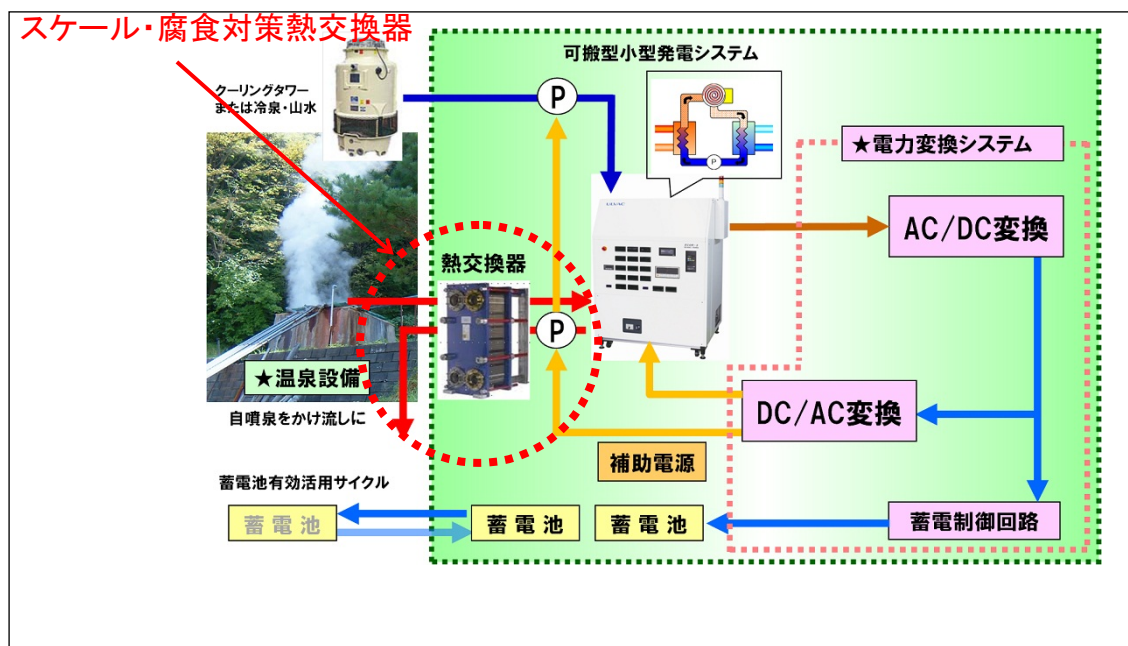 スケール・腐食対策熱交換器
可搬型小型発電システム
クーリングタワー
または冷泉・山水
P
P
★電力変換システム
AC/DC変換
熱交換器
P
★温泉設備
自噴泉をかけ流しに
DC/AC変換
補助電源
蓄電池有効活用サイクル
蓄電池
蓄電池
蓄電池
蓄電制御回路